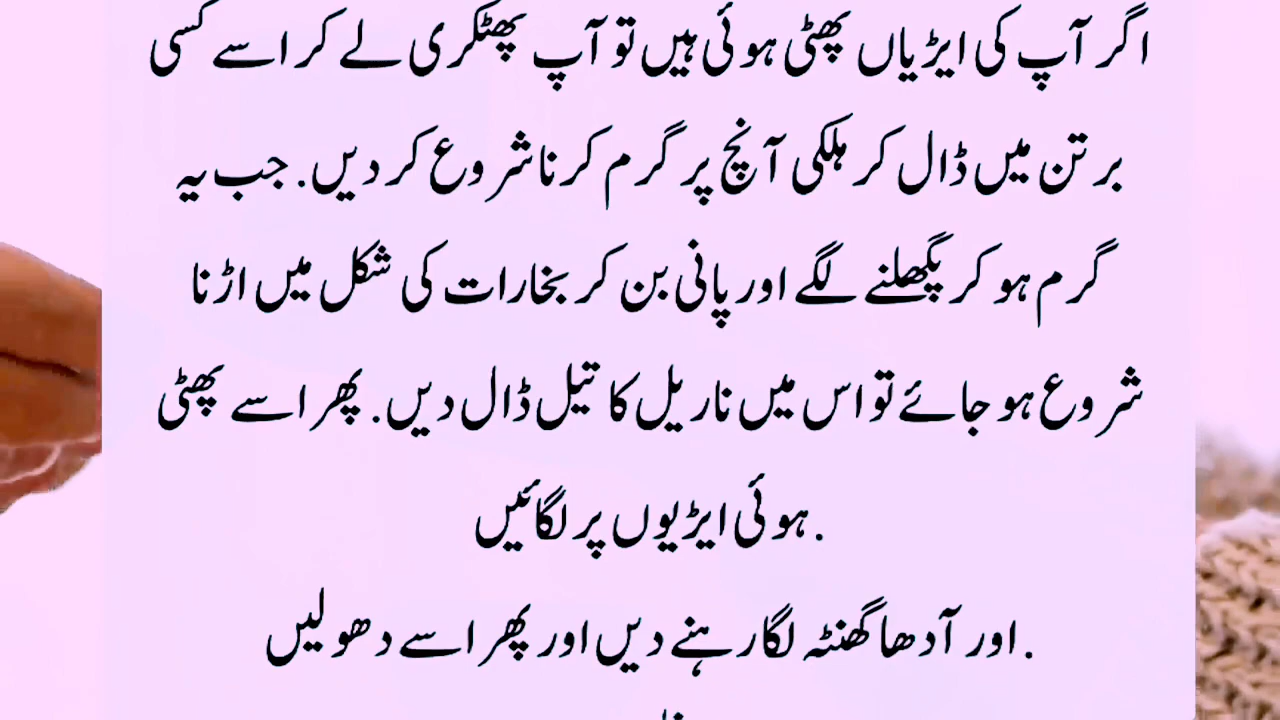 اگر آپ کی ایڑیاں پھٹی ہوئی ہیں تو آپ پھٹکری لے کر اسے کسی
برتن میں ڈال کر ہلکی آنچ پر گرم کرنا شروع کر دیں. جب یہ
گرم ہو کر پگھلنے لگے اور پانی بن کر بخارات کی شکل میں اڑنا
شروع ہو جائے تو اس میں ناریل کا تیل ڈال دیں. پھر اسے پھٹی
.ہوئی ایڑیوں پر لگائیں
.اور آدھا گھنٹہ لگا رہنے دیں اور پھر اسے دھو لیں